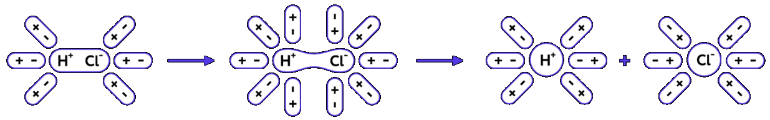 + - H⁺ Cl⁻ + - + - H⁺ Cl⁻ + - + - H⁺ - + + - + Cl⁻ + -